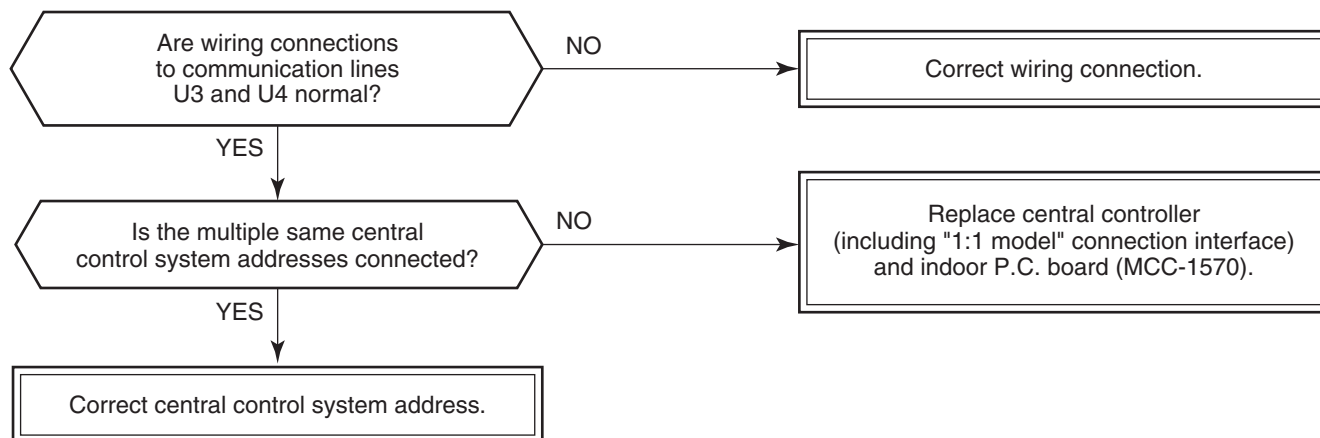 Are wiring connections
to communication lines
U3 and U4 normal?
NO
Correct wiring connection.
YES
Is the multiple same central
control system addresses connected?
NO
Replace central controller
(including "1:1 model" connection interface)
and indoor P.C. board (MCC-1570).
YES
Correct central control system address.